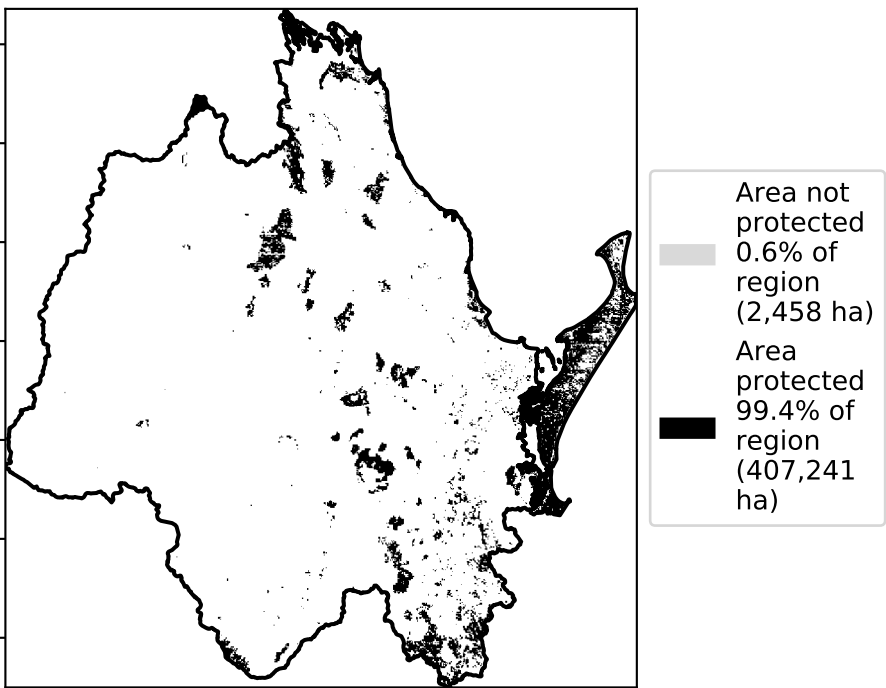 Area not
protected
0.6% of
region
(2,458 ha)
Area
protected
99.4% of
region
(407,241
ha)